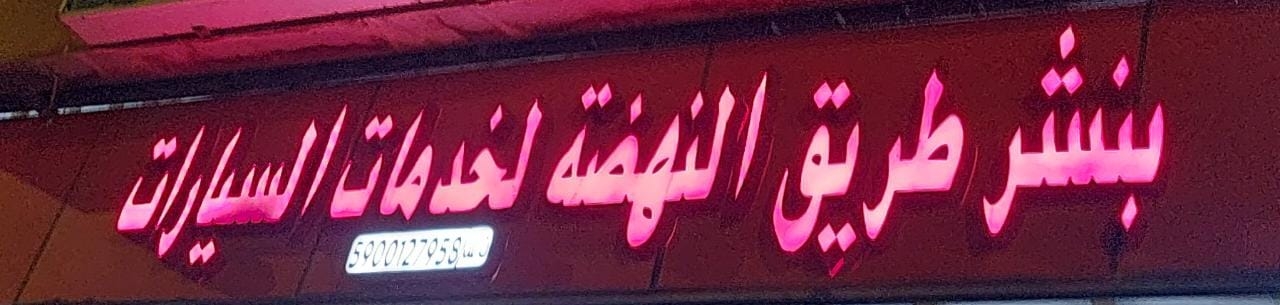 بنشر طريق النهضة لخدمات السيارات
س.ت 5900127958